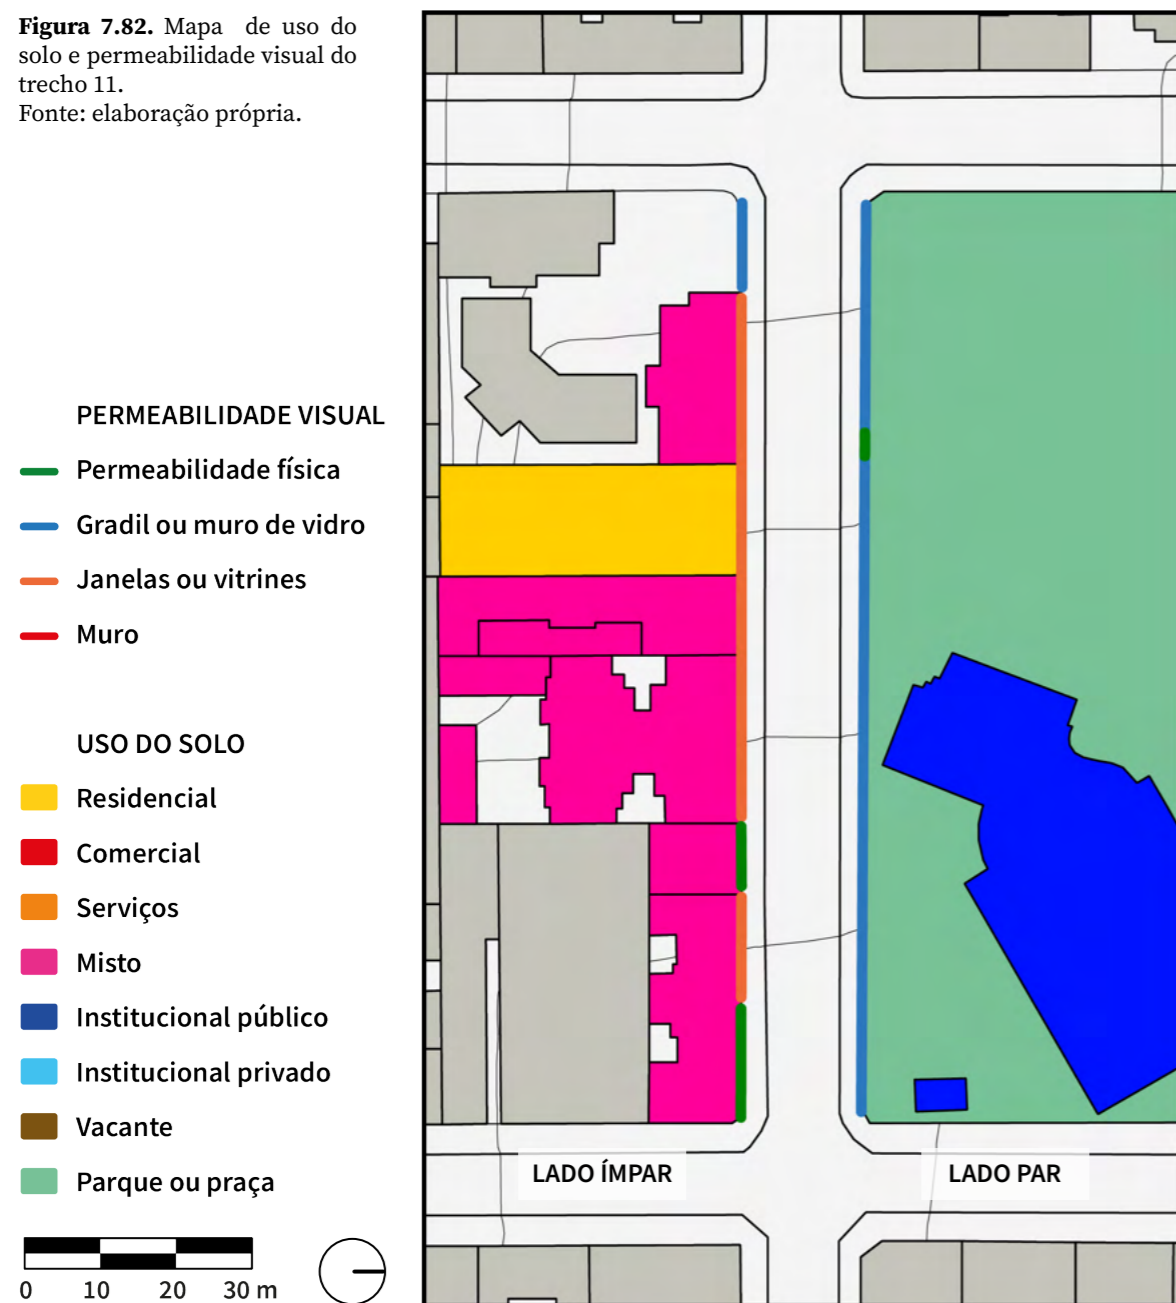 Figura 7.82. Mapa de uso do
solo e permeabilidade visual do
trecho 11.
Fonte: elaboração própria.
PERMEABILIDADE VISUAL
Permeabilidade física
Gradil ou muro de vidro
Janelas ou vitrines
Muro
USO DO SOLO
Residencial
Comercial
Serviços
Misto
Institucional público
Institucional privado
Vacante
Parque ou praça
0 10 20 30 m
LADO ÍMPAR
LADO PAR